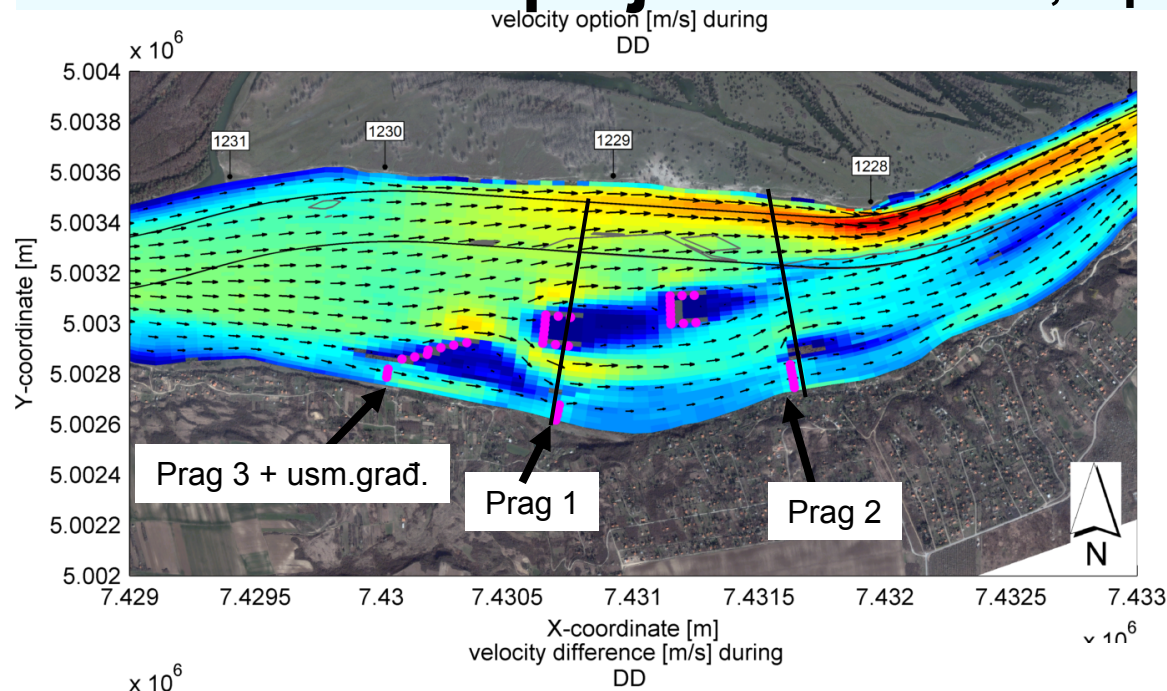 velocity option [m/s] during
DD
x 10^6
5.004
5.0038
5.0036
5.0034
5.0032
5.003
5.0028
5.0026
5.0024
5.0022
5.002
Y-coordinate [m]
1231
1230
1229
1228
Prag 3 + usm.građ.
Prag 1
Prag 2
N
7.429
7.4295
7.43
7.4305
7.431
7.4315
7.432
7.4325
7.433
X-coordinate [m]
x 10^6
velocity difference [m/s] during
DD
x 10^6